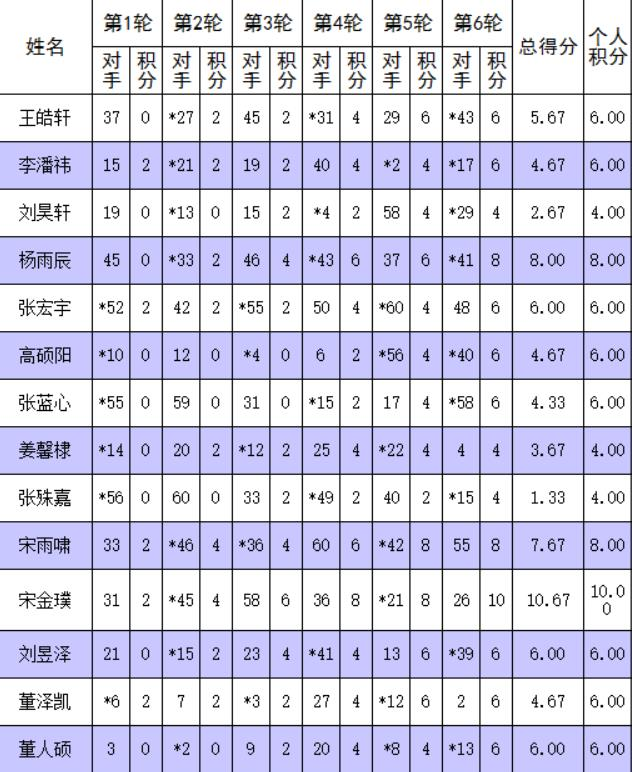 姓名 第1轮 第2轮 第3轮 第4轮 第5轮 第6轮 总得分 个人积分
对手 积分 对手 积分 对手 积分 对手 积分 对手 积分 对手 积分
王皓轩 37 0 *27 2 45 2 *31 4 29 6 *43 6 5.67 6.00
李潘祎 15 2 *21 2 19 2 40 4 *2 4 *17 6 4.67 6.00
刘昊轩 19 0 *13 0 15 2 *4 2 58 4 *29 4 2.67 4.00
杨雨辰 45 0 *33 2 46 4 *43 6 37 6 *41 8 8.00 8.00
张宏宇 *52 2 42 2 *55 2 50 4 *60 4 48 6 6.00 6.00
高硕阳 *10 0 12 0 *4 0 6 2 *56 4 *40 6 4.67 6.00
张蓝心 *55 0 59 0 31 0 *15 2 17 4 *58 6 4.33 6.00
姜馨棣 *14 0 20 2 *12 2 25 4 *22 4 4 4 3.67 4.00
张殊嘉 *56 0 60 0 33 2 *49 2 40 2 *15 4 1.33 4.00
宋雨啸 33 2 *46 4 *36 4 60 6 *42 8 55 8 7.67 8.00
宋金璞 31 2 *45 4 58 6 36 8 *21 8 26 10 10.67 10.00
刘昱泽 21 0 *15 2 23 4 *41 4 13 6 *39 6 6.00 6.00
董泽凯 *6 2 7 2 *3 2 27 4 *12 6 2 6 4.67 6.00
董人硕 3 0 *2 0 9 2 20 4 *8 4 *13 6 6.00 6.00